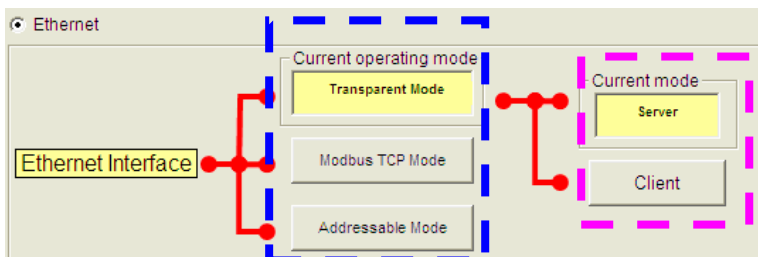 Ethernet
Current operating mode
Transparent Mode
Current mode
Server
Ethernet Interface
Modbus TCP Mode
Client
Addressable Mode